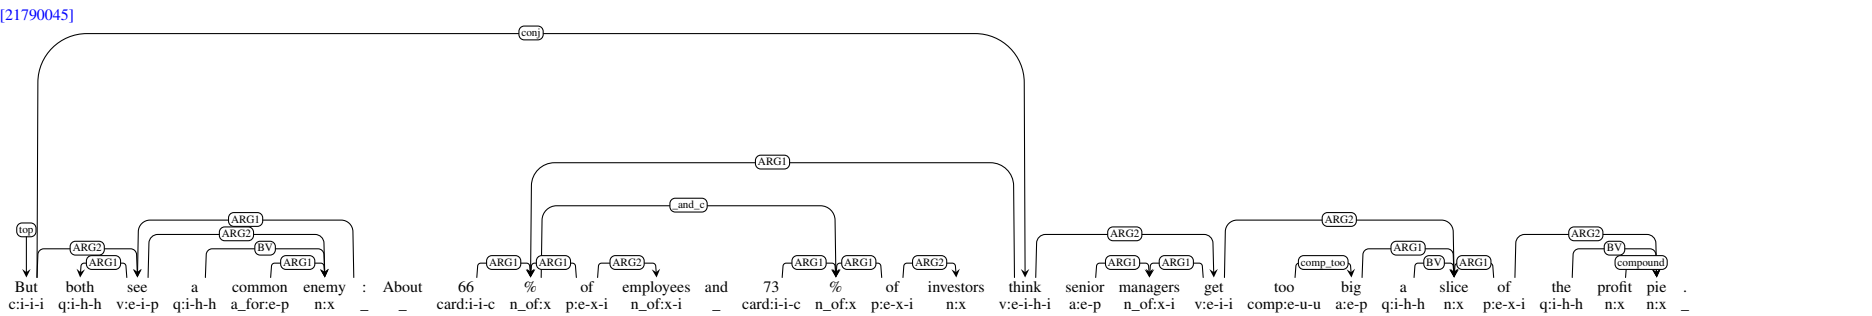 [21790045]
conj
ARG1
_and_c
ARG1
top
ARG2
ARG2
ARG2
ARG2
ARG1
ARG2
BV
ARG1
BV
ARG1
ARG1
ARG1
ARG1
ARG2
ARG1
ARG1
ARG2
ARG1
ARG1
comp_too
BV
ARG1
compound
But both see a common enemy : About 66 % of employees and 73 % of investors think senior managers get too big a slice of the profit pie .
c:i-i-i q:i-h-h v:e-i-p q:i-h-h a_for:e-p n:x _ _ card:i-i-c n_of:x p:e-x-i n_of:x-i _ card:i-i-c n_of:x p:e-x-i n:x v:e-i-h-i a:e-p n_of:x-i v:e-i-i comp:e-u-u a:e-p q:i-h-h n:x p:e-x-i q:i-h-h n:x n:x _